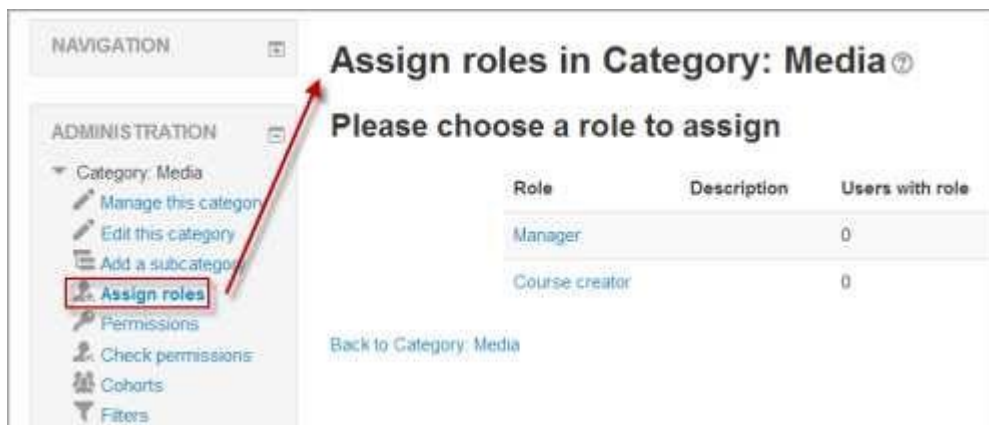 NAVIGATION
ADMINISTRATION
Category: Media
Manage this categor
Edit this category
Add a subcategory
Assign roles
Permissions
Check permissions
Cohorts
Filters
Assign roles in Category: Media
Please choose a role to assign
Role Description Users with role
Manager 0
Course creator 0
Back to Category: Media